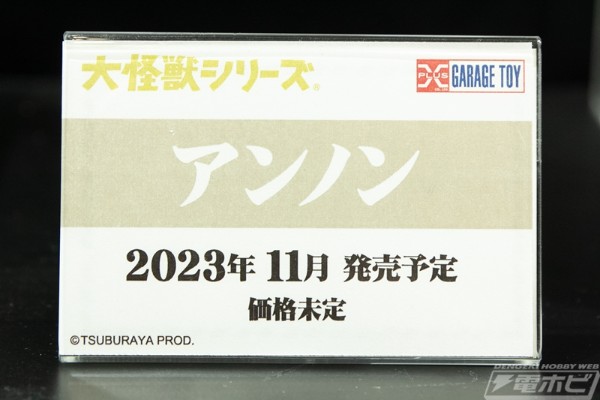 大怪獣シリーズ®
X PLUS GARAGE TOY
アンノン
2023年 11月 発売予定
価格未定
©TSUBURAYA PROD.
DENGEKI HOBBY WEB
電ホビ